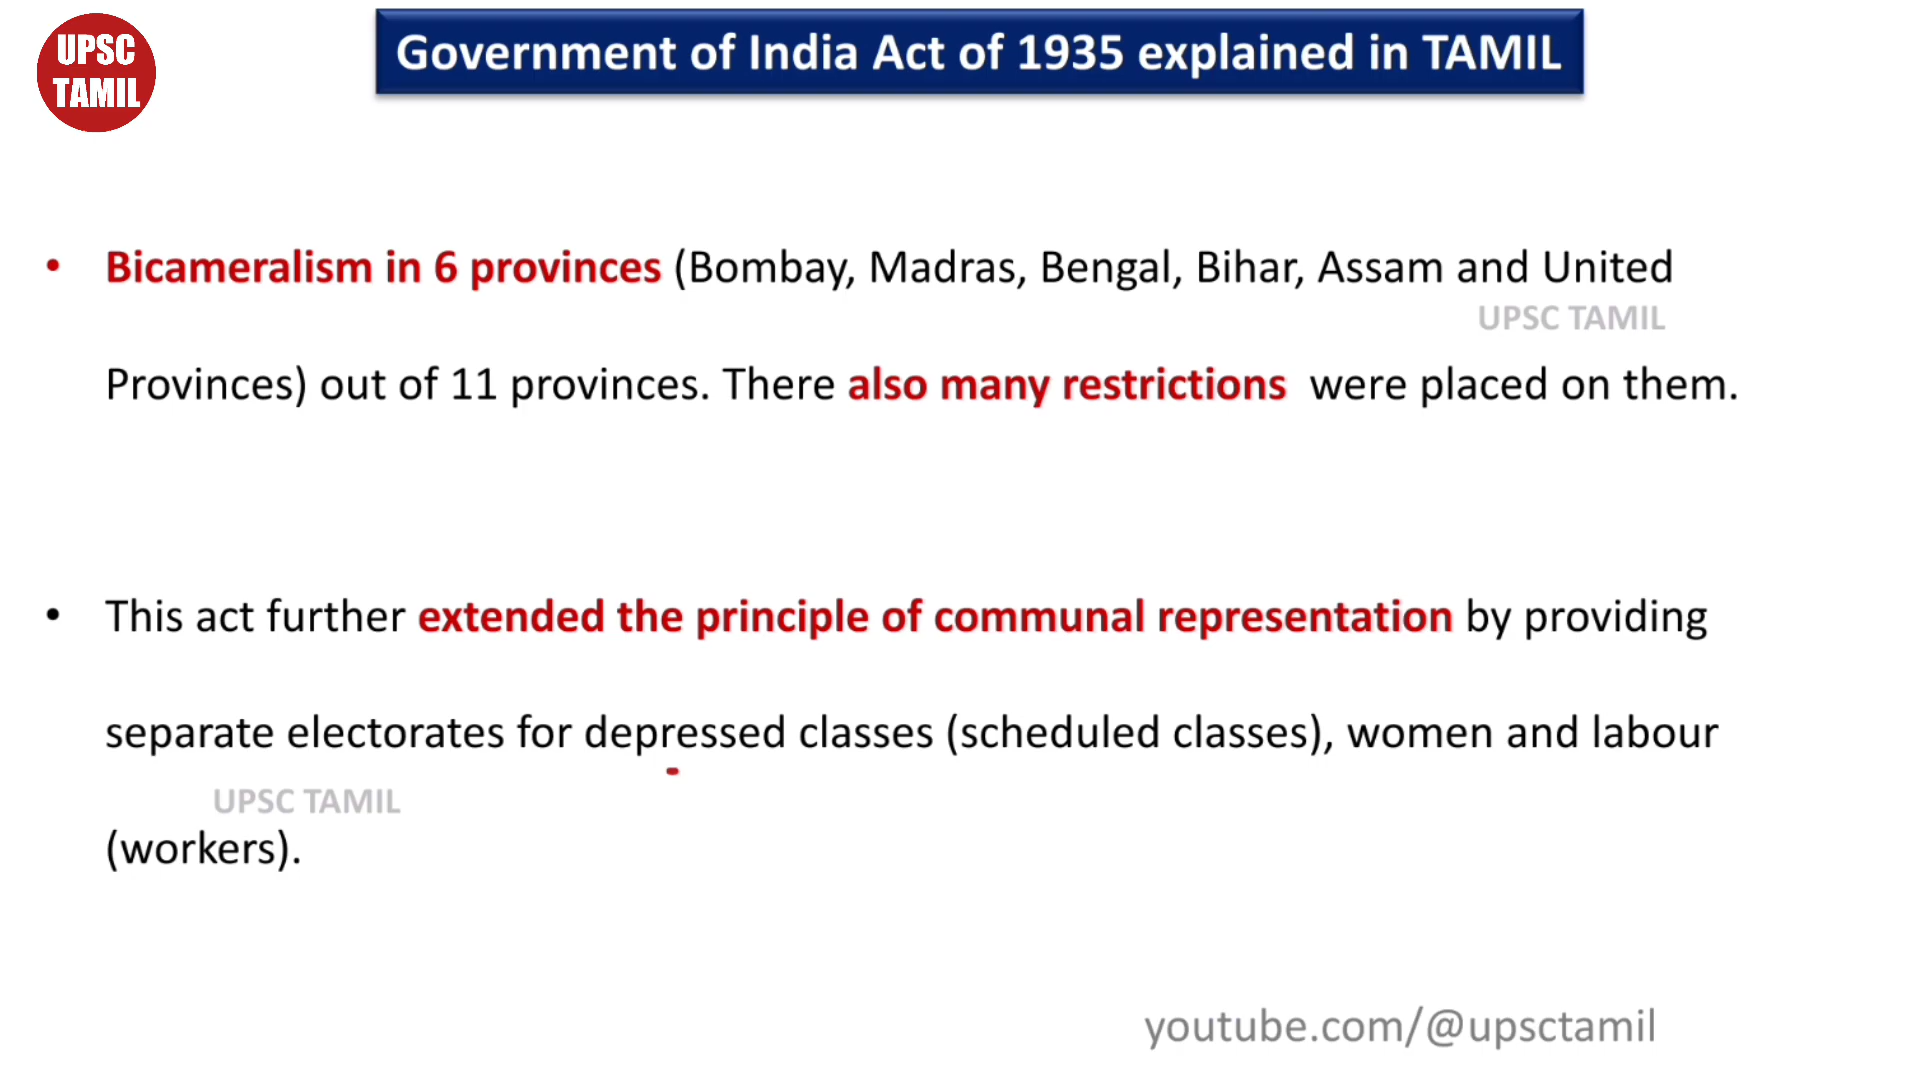 UPSC
TAMIL
Government of India Act of 1935 explained in TAMIL
• Bicameralism in 6 provinces (Bombay, Madras, Bengal, Bihar, Assam and United
UPSC TAMIL
Provinces) out of 11 provinces. There also many restrictions were placed on them.
• This act further extended the principle of communal representation by providing
separate electorates for depressed classes (scheduled classes), women and labour
UPSC TAMIL
(workers).
youtube.com/@upsctamil